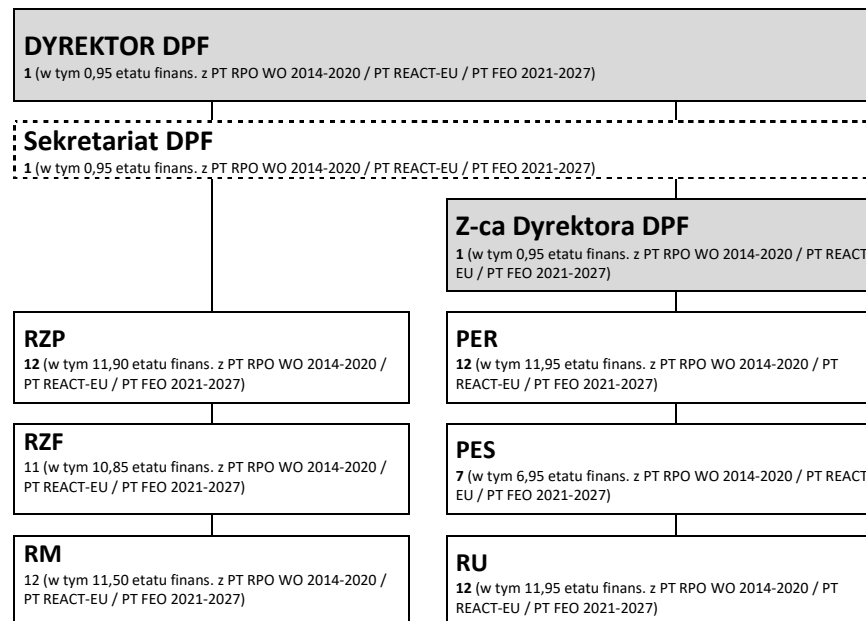 DYREKTOR DPF
1 (w tym 0,95 etatu finans. z PT RPO WO 2014-2020 / PT REACT-EU / PT FEO 2021-2027)
Sekretariat DPF
1 (w tym 0,95 etatu finans. z PT RPO WO 2014-2020 / PT REACT-EU / PT FEO 2021-2027)
Z-ca Dyrektora DPF
1 (w tym 0,95 etatu finans. z PT RPO WO 2014-2020 / PT REACT-
EU / PT FEO 2021-2027)
RZP
12 (w tym 11,90 etatu finans. z PT RPO WO 2014-2020 /
PT REACT-EU / PT FEO 2021-2027)
RZF
11 (w tym 10,85 etatu finans. z PT RPO WO 2014-2020 /
PT REACT-EU / PT FEO 2021-2027)
RM
12 (w tym 11,50 etatu finans. z PT RPO WO 2014-2020 /
PT REACT-EU / PT FEO 2021-2027)
PER
12 (w tym 11,95 etatu finans. z PT RPO WO 2014-2020 / PT
REACT-EU / PT FEO 2021-2027)
PES
7 (w tym 6,95 etatu finans. z PT RPO WO 2014-2020 / PT REACT-
EU / PT FEO 2021-2027)
RU
12 (w tym 11,95 etatu finans. z PT RPO WO 2014-2020 / PT
REACT-EU / PT FEO 2021-2027)